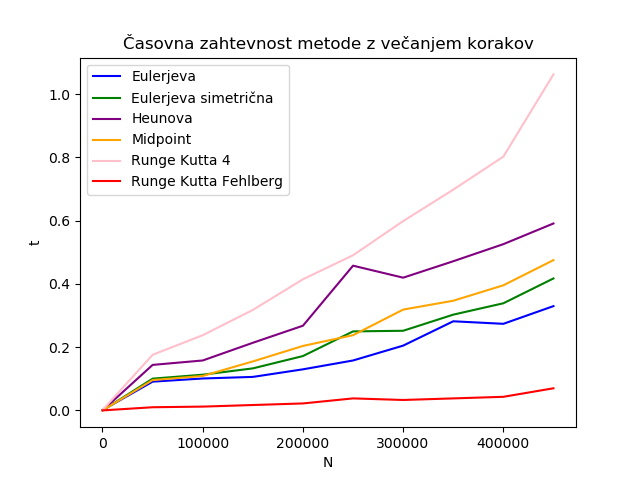 Časovna zahtevnost metode z večanjem korakov
Eulerjeva
Eulerjeva simetrična
Heunova
Midpoint
Runge Kutta 4
Runge Kutta Fehlberg
t
1.0
0.8
0.6
0.4
0.2
0.0
0 100000 200000 300000 400000
N